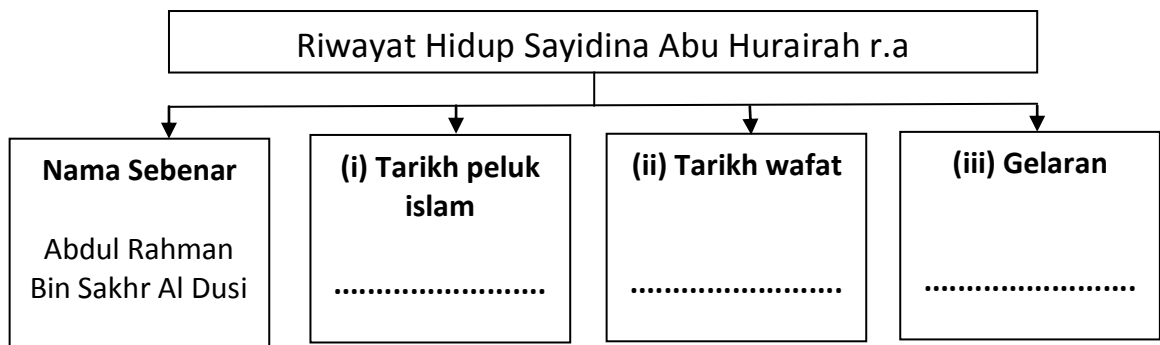 Riwayat Hidup Sayidina Abu Hurairah r.a
Nama Sebenar
Abdul Rahman
Bin Sakhr Al Dusi
(i) Tarikh peluk
islam
............................
(ii) Tarikh wafat
............................
(iii) Gelaran
............................